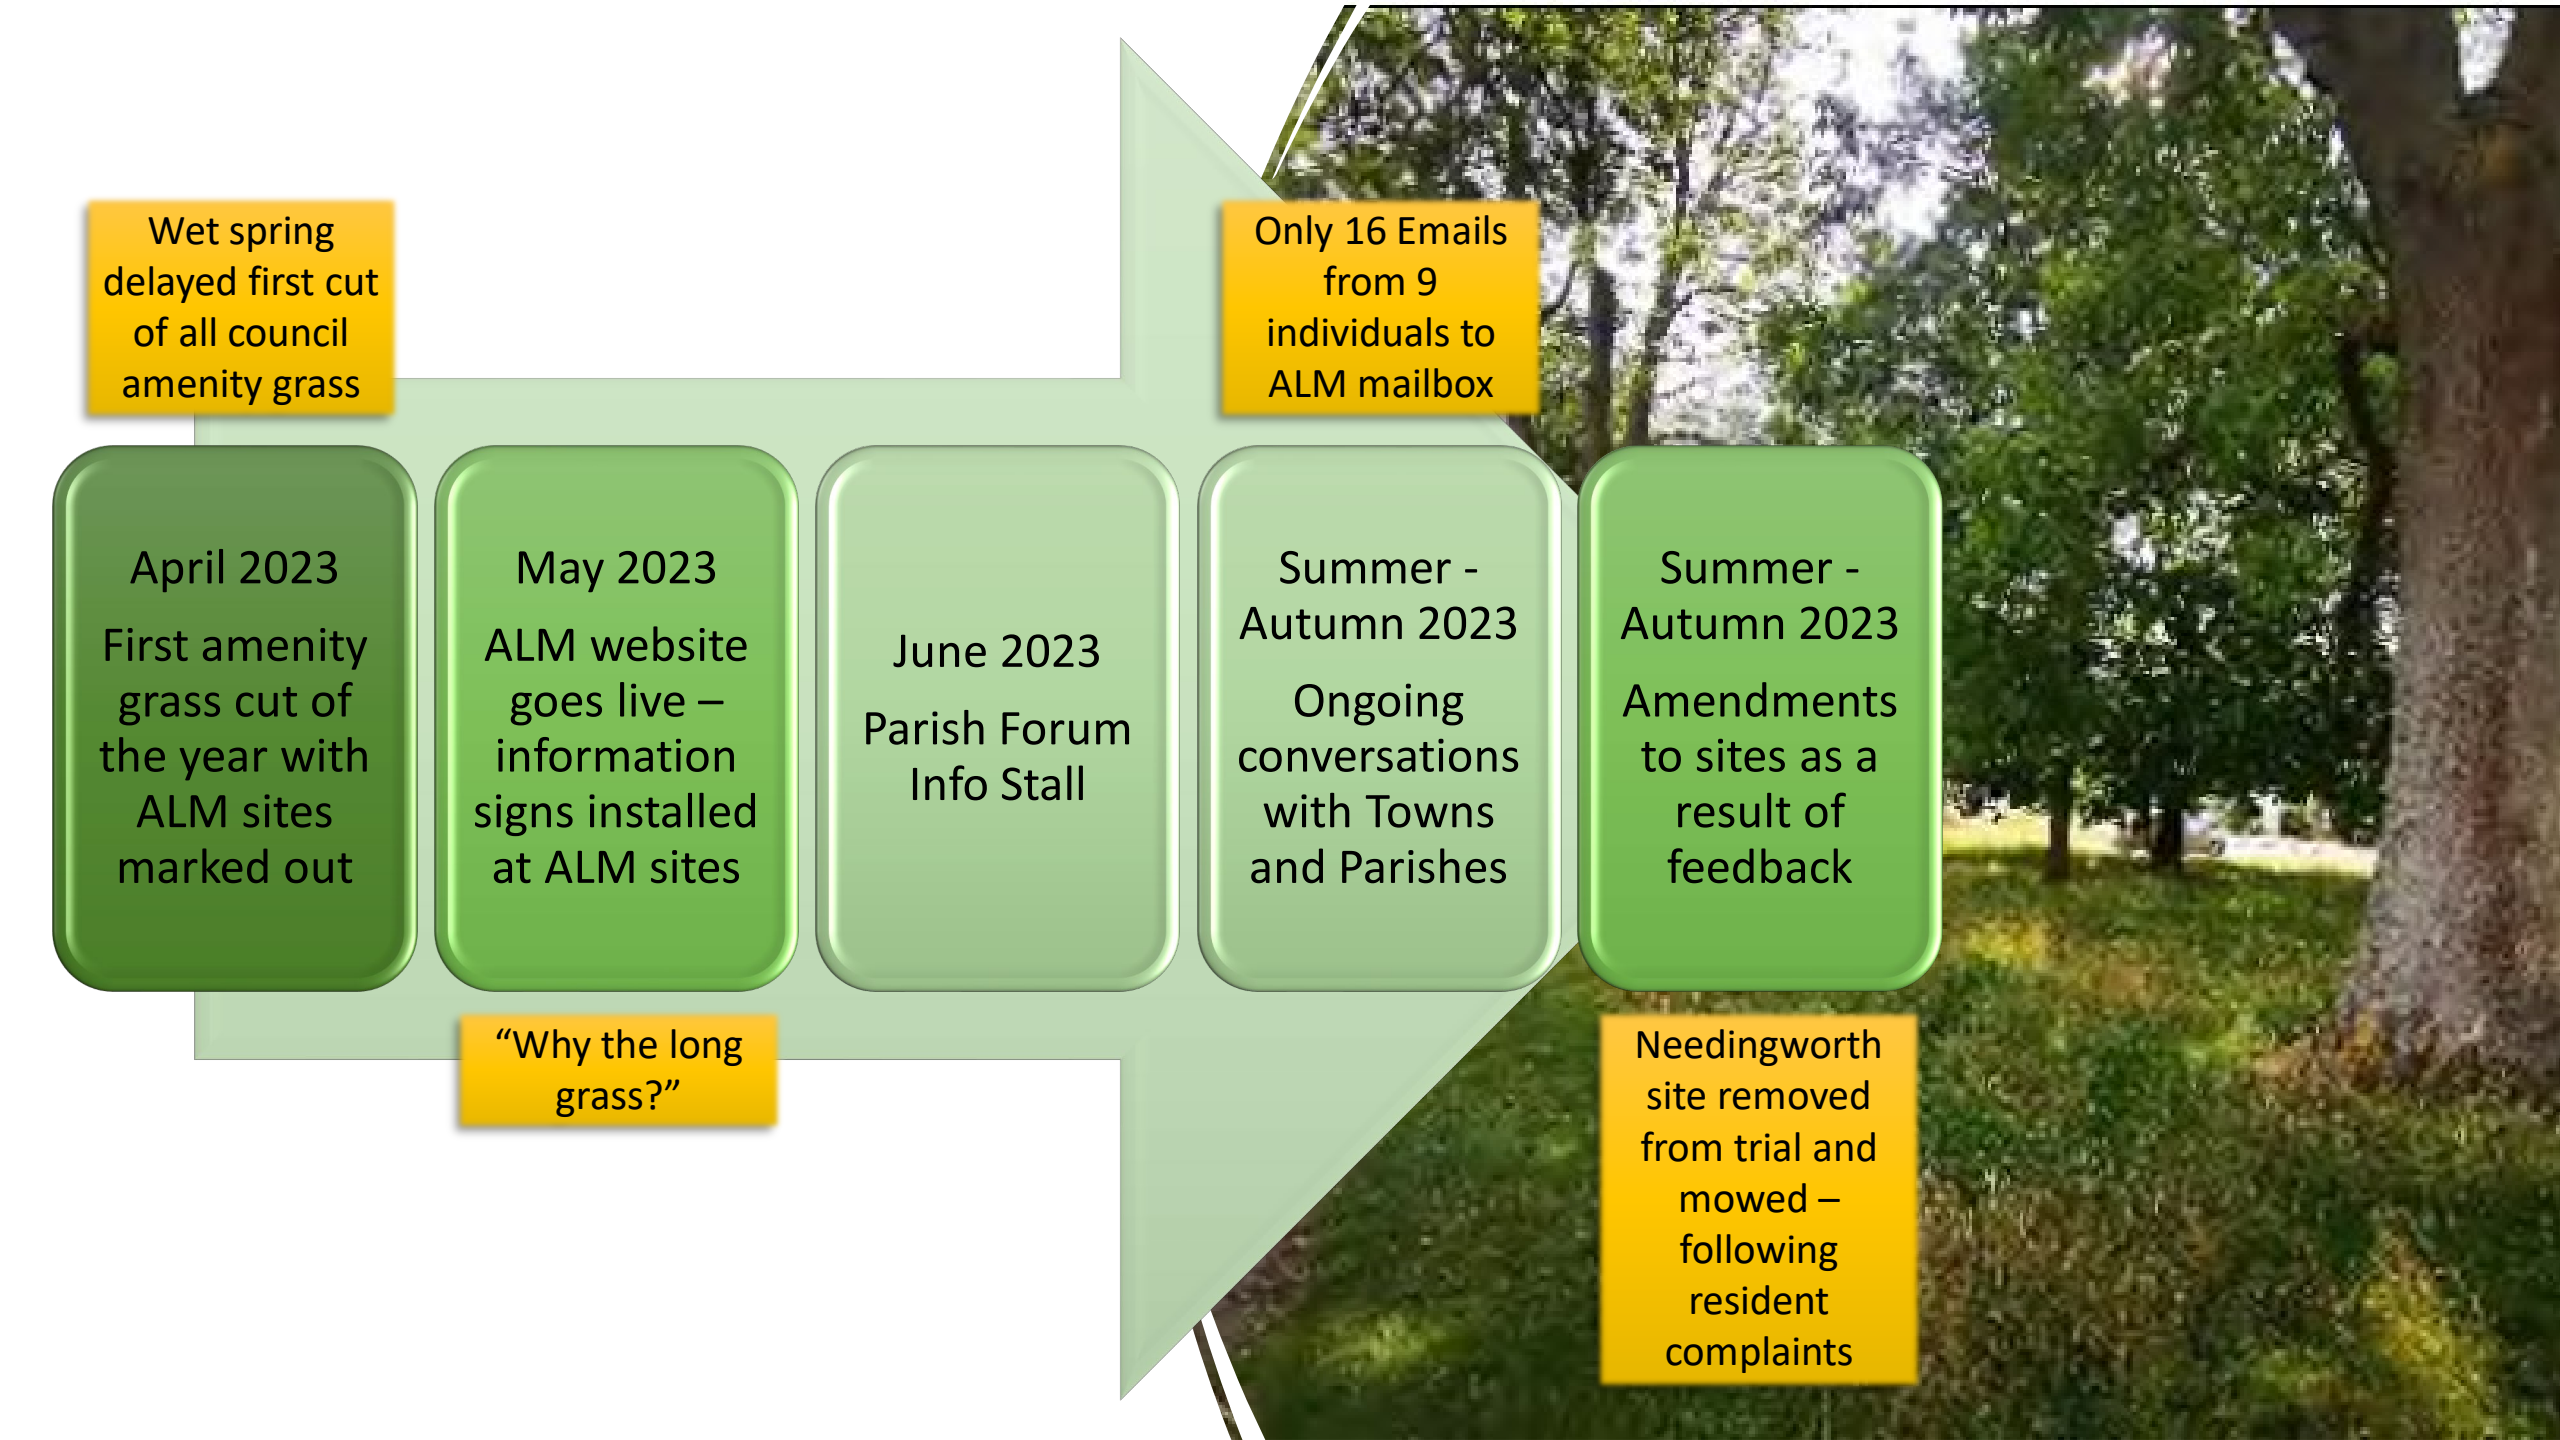 Wet spring
delayed first cut
of all council
amenity grass
Only 16 Emails
from 9
individuals to
ALM mailbox
April 2023
First amenity
grass cut of
the year with
ALM sites
marked out
May 2023
ALM website
goes live –
information
signs installed
at ALM sites
June 2023
Parish Forum
Info Stall
Summer -
Autumn 2023
Ongoing
conversations
with Towns
and Parishes
Summer -
Autumn 2023
Amendments
to sites as a
result of
feedback
“Why the long
grass?”
Needingworth
site removed
from trial and
mowed –
following
resident
complaints